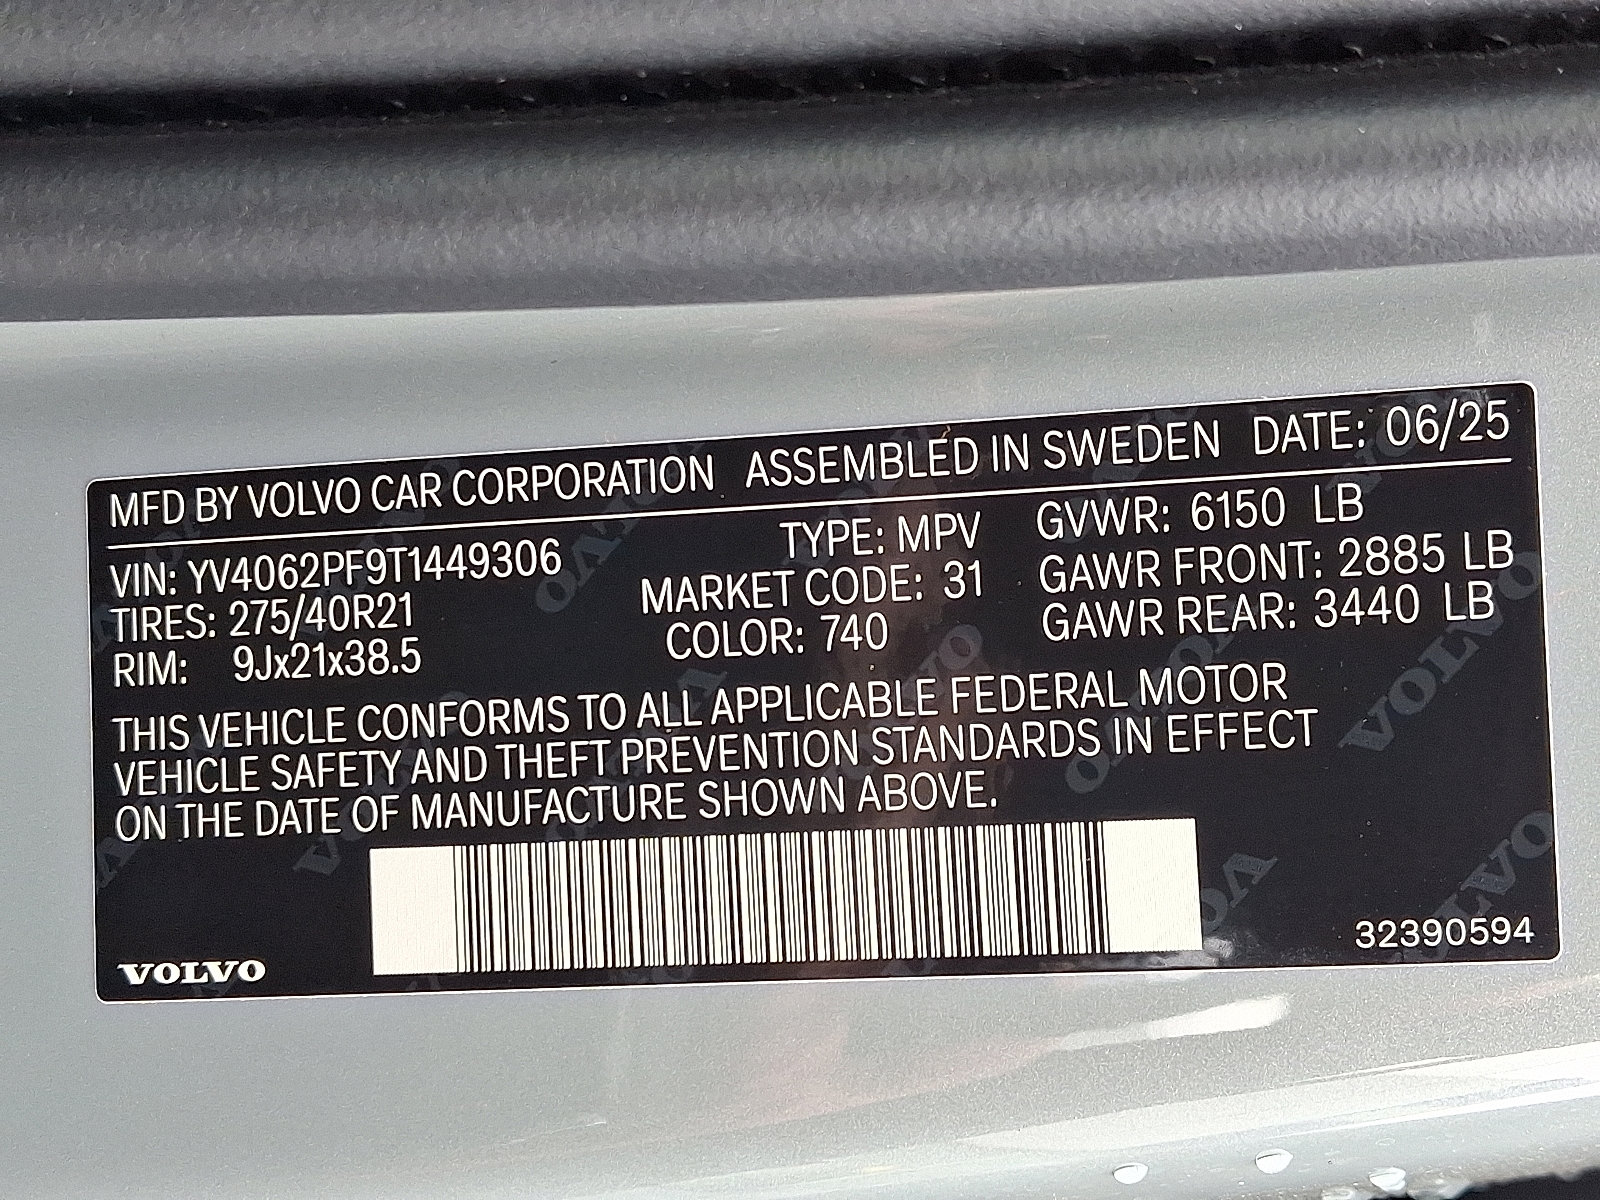 MFD BY VOLVO CAR CORPORATION ASSEMBLED IN SWEDEN DATE: 06/25
VIN: YV4062PF9T1449306 TYPE: MPV GVWR: 6150 LB
TIRES: 275/40R21 MARKET CODE: 31 GAWR FRONT: 2885 LB
RIM: 9Jx21x38.5 COLOR: 740 GAWR REAR: 3440 LB
THIS VEHICLE CONFORMS TO ALL APPLICABLE FEDERAL MOTOR
VEHICLE SAFETY AND THEFT PREVENTION STANDARDS IN EFFECT
ON THE DATE OF MANUFACTURE SHOWN ABOVE.
VOLVO 32390594